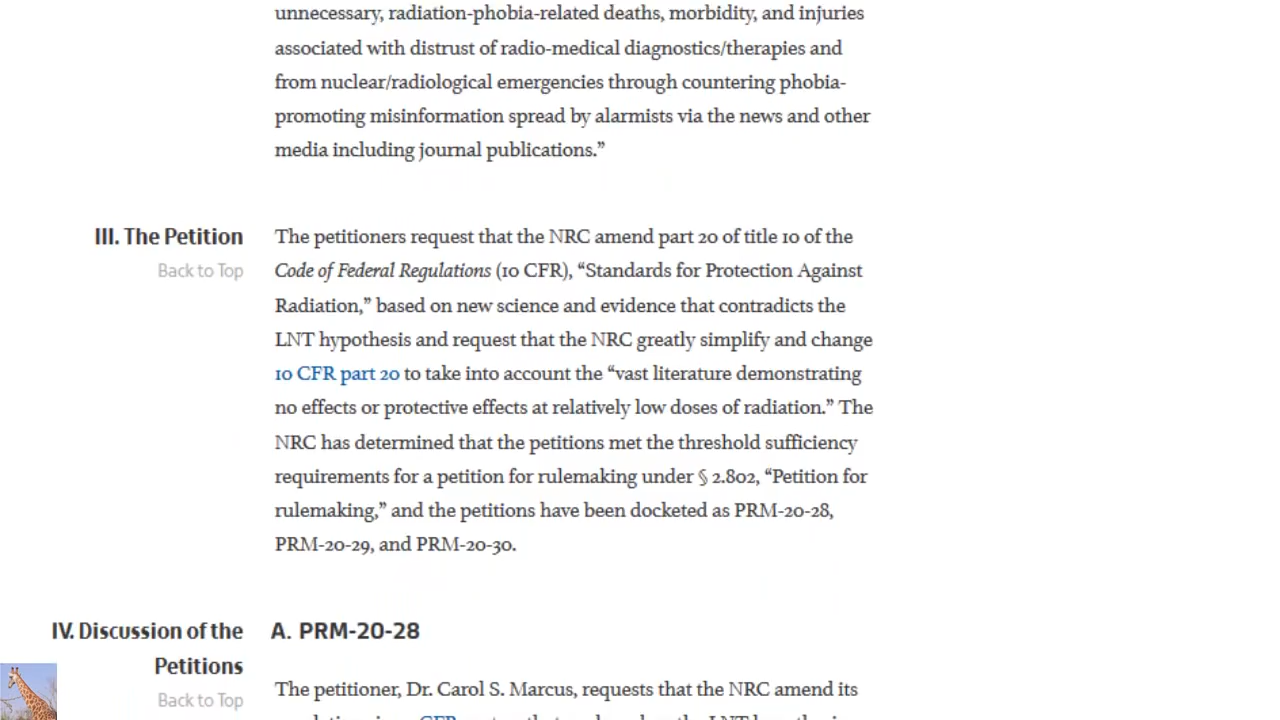 unnecessary, radiation-phobia-related deaths, morbidity, and injuries
associated with distrust of radio-medical diagnostics/therapies and
from nuclear/radiological emergencies through countering phobia-
promoting misinformation spread by alarmists via the news and other
media including journal publications.”
III. The Petition
Back to Top
The petitioners request that the NRC amend part 20 of title 10 of the
Code of Federal Regulations (10 CFR), “Standards for Protection Against
Radiation,” based on new science and evidence that contradicts the
LNT hypothesis and request that the NRC greatly simplify and change
10 CFR part 20 to take into account the “vast literature demonstrating
no effects or protective effects at relatively low doses of radiation.” The
NRC has determined that the petitions met the threshold sufficiency
requirements for a petition for rulemaking under § 2.802, “Petition for
rulemaking,” and the petitions have been docketed as PRM-20-28,
PRM-20-29, and PRM-20-30.
IV. Discussion of the
Petitions
Back to Top
A. PRM-20-28
The petitioner, Dr. Carol S. Marcus, requests that the NRC amend its